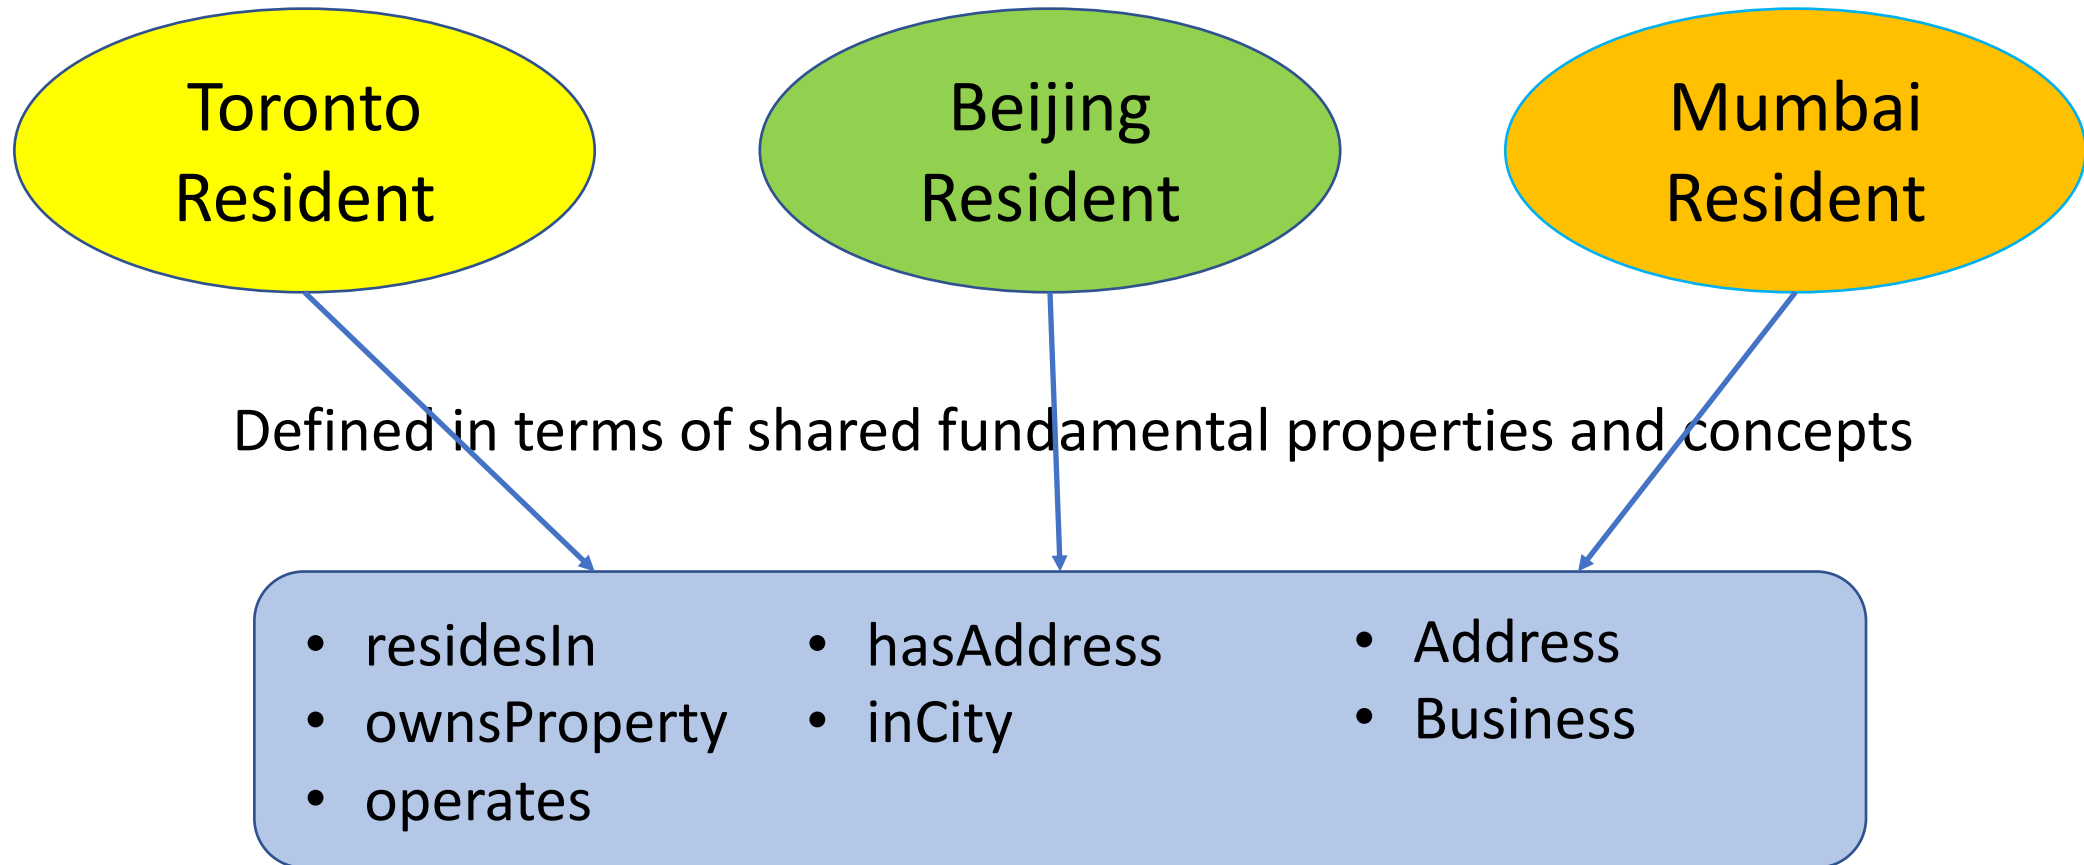 Toronto
Resident
Beijing
Resident
Mumbai
Resident
Defined in terms of shared fundamental properties and concepts
• residesIn
• ownsProperty
• operates
• hasAddress
• inCity
• Address
• Business